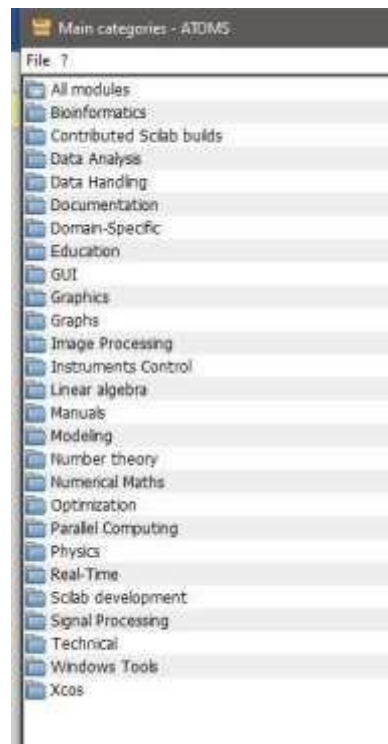 Main categories - ATOMS
File ?
All modules
Bioinformatics
Contributed Scilab builds
Data Analysis
Data Handling
Documentation
Domain-Specific
Education
GUI
Graphics
Graphs
Image Processing
Instruments Control
Linear algebra
Manuals
Modeling
Number theory
Numerical Maths
Optimization
Parallel Computing
Physics
Real-Time
Scilab development
Signal Processing
Technical
Windows Tools
Xcos